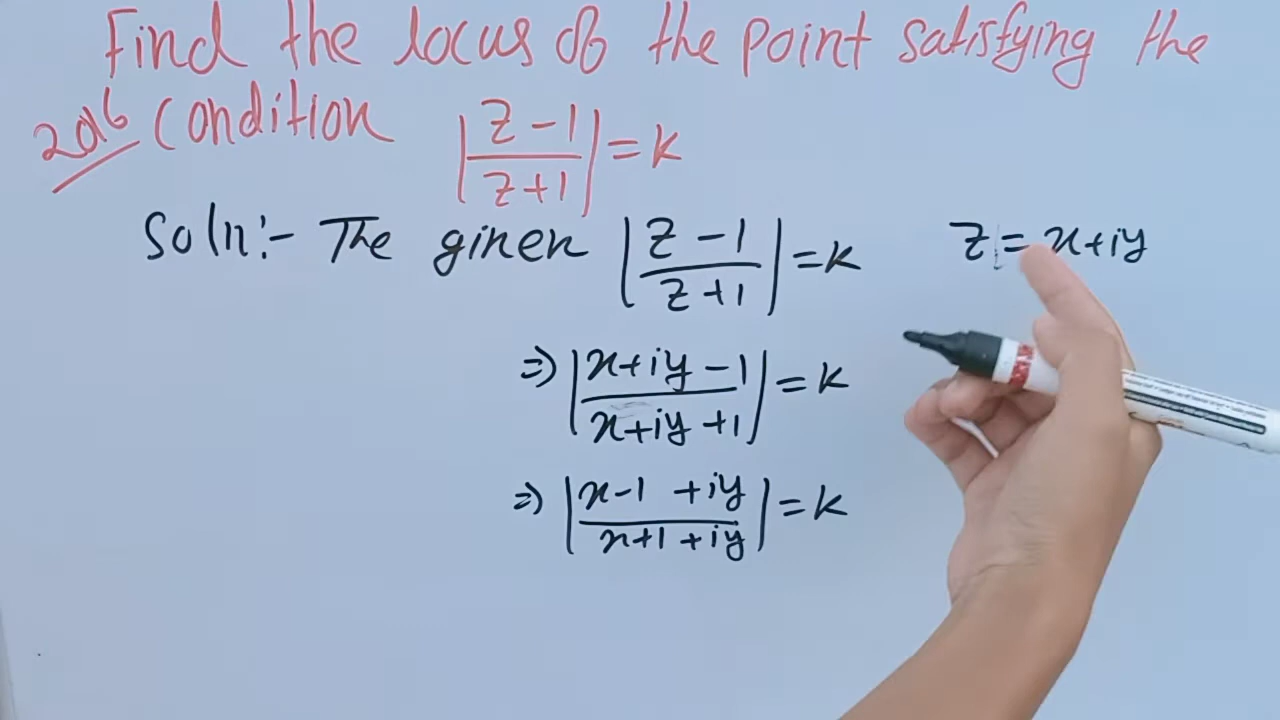 Find the locus of the point satisfying the
2016 condition |z-1/z+1| = k
Soln:- The given |z-1/z+1| = k z = x+iy
=> |x+iy-1/x+iy+1| = k
=> |x-1 +iy/x+1 +iy| = k